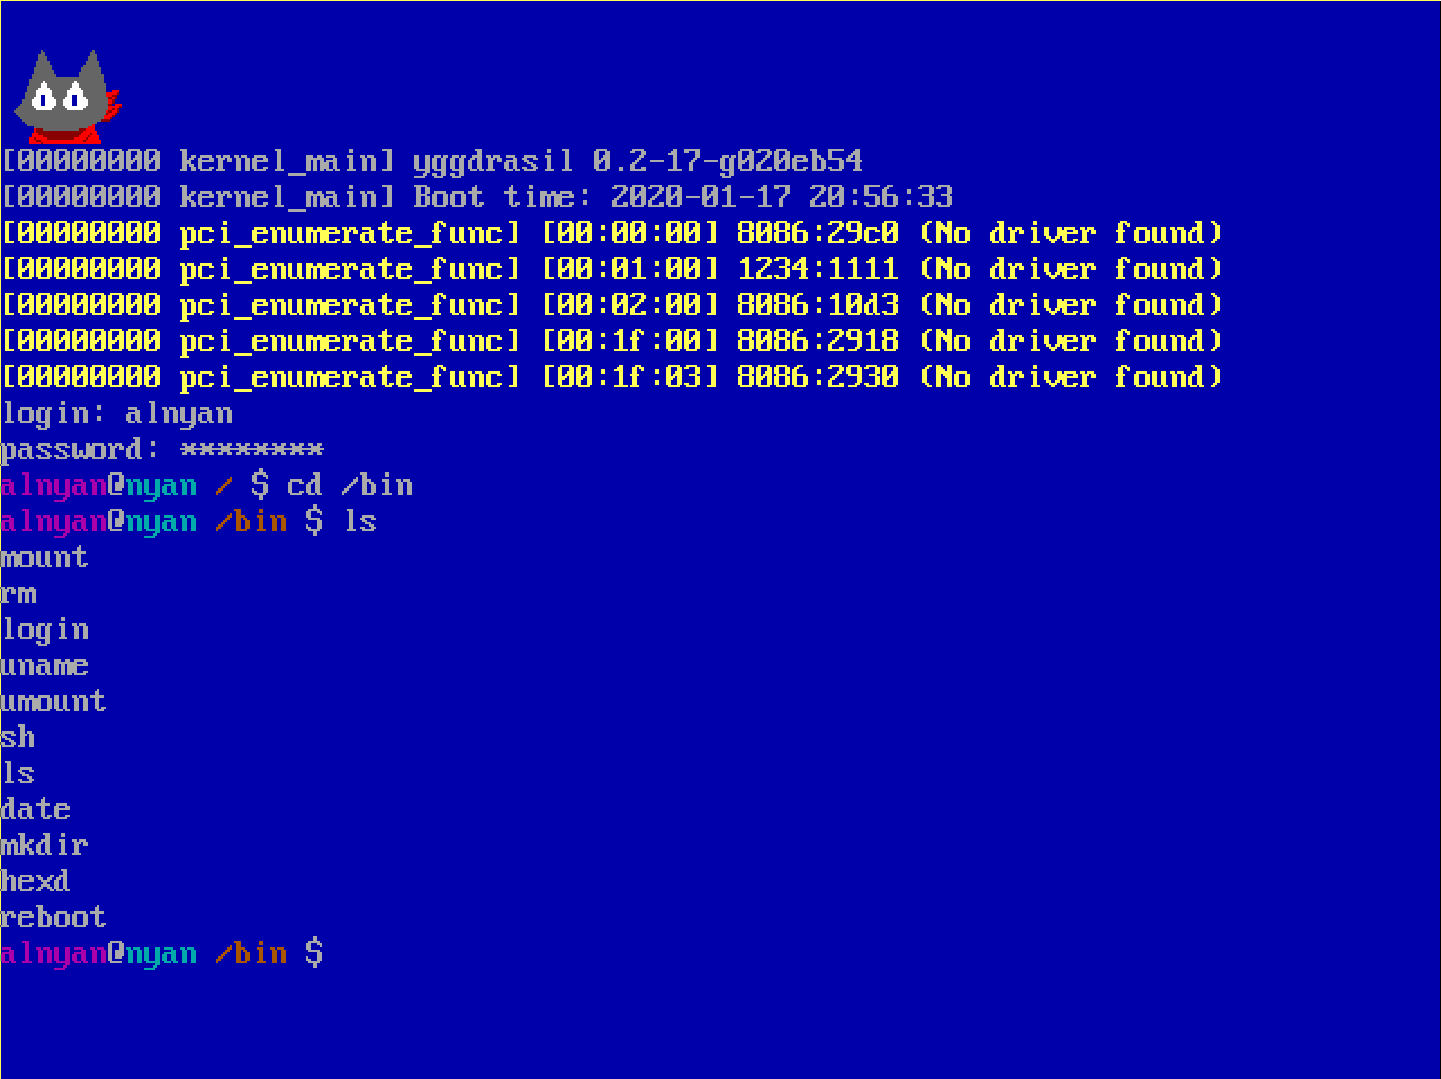 [00000000 kernel_main] yggdrasil 0.2-17-g020eb54
[00000000 kernel_main] Boot time: 2020-01-17 20:56:33
[00000000 pci_enumerate_func] [00:00:00] 8086:29c0 (No driver found)
[00000000 pci_enumerate_func] [00:01:00] 1234:1111 (No driver found)
[00000000 pci_enumerate_func] [00:02:00] 8086:10d3 (No driver found)
[00000000 pci_enumerate_func] [00:1f:00] 8086:2918 (No driver found)
[00000000 pci_enumerate_func] [00:1f:03] 8086:2930 (No driver found)
login: alnyan
password: ********
alnyan@nyan / $ cd /bin
alnyan@nyan /bin $ ls
mount
rm
login
uname
umount
sh
ls
date
mkdir
hexd
reboot
alnyan@nyan /bin $